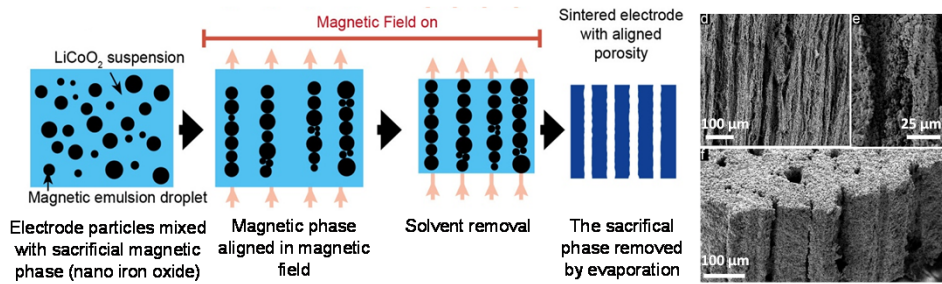 Magnetic Field on
LiCoO2 suspension
Magnetic emulsion droplet
Electrode particles mixed
with sacrificial magnetic
phase (nano iron oxide)
Magnetic phase
aligned in magnetic
field
Solvent removal
Sintered electrode
with aligned
porosity
The sacrifical
phase removed
by evaporation
d
100 µm
e
25 µm
f
100 µm